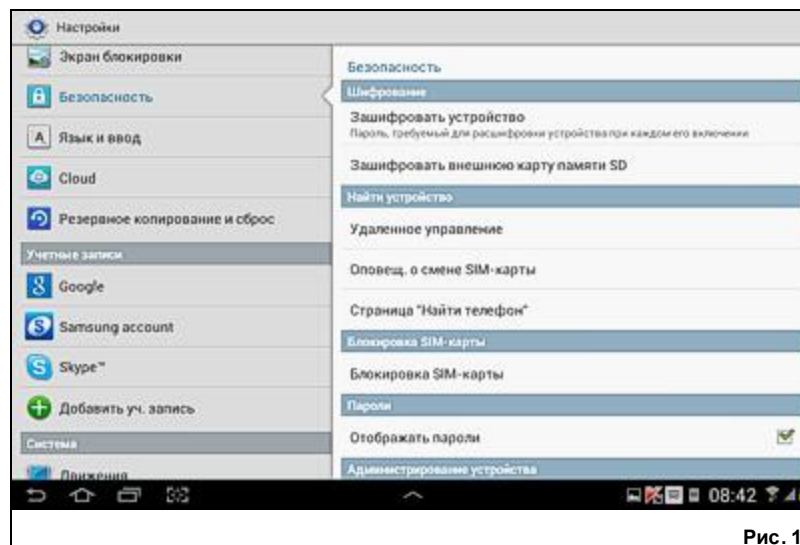 Настройки
Экран блокировки
Безопасность
Язык и ввод
Cloud
Резервное копирование и сброс
Учетные записи
Google
Samsung account
Skype™
Добавить уч. запись
Система
Движения
Безопасность
Шифрование
Зашифровать устройство
Пароль, требуемый для расшифровки устройства при каждом его включении
Зашифровать внешнюю карту памяти SD
Найти устройство
Удаленное управление
Оповещ. о смене SIM-карты
Страница "Найти телефон"
Блокировка SIM-карты
Блокировка SIM-карты
Пароли
Отображать пароли
Администрирование устройства
08:42
Рис. 1